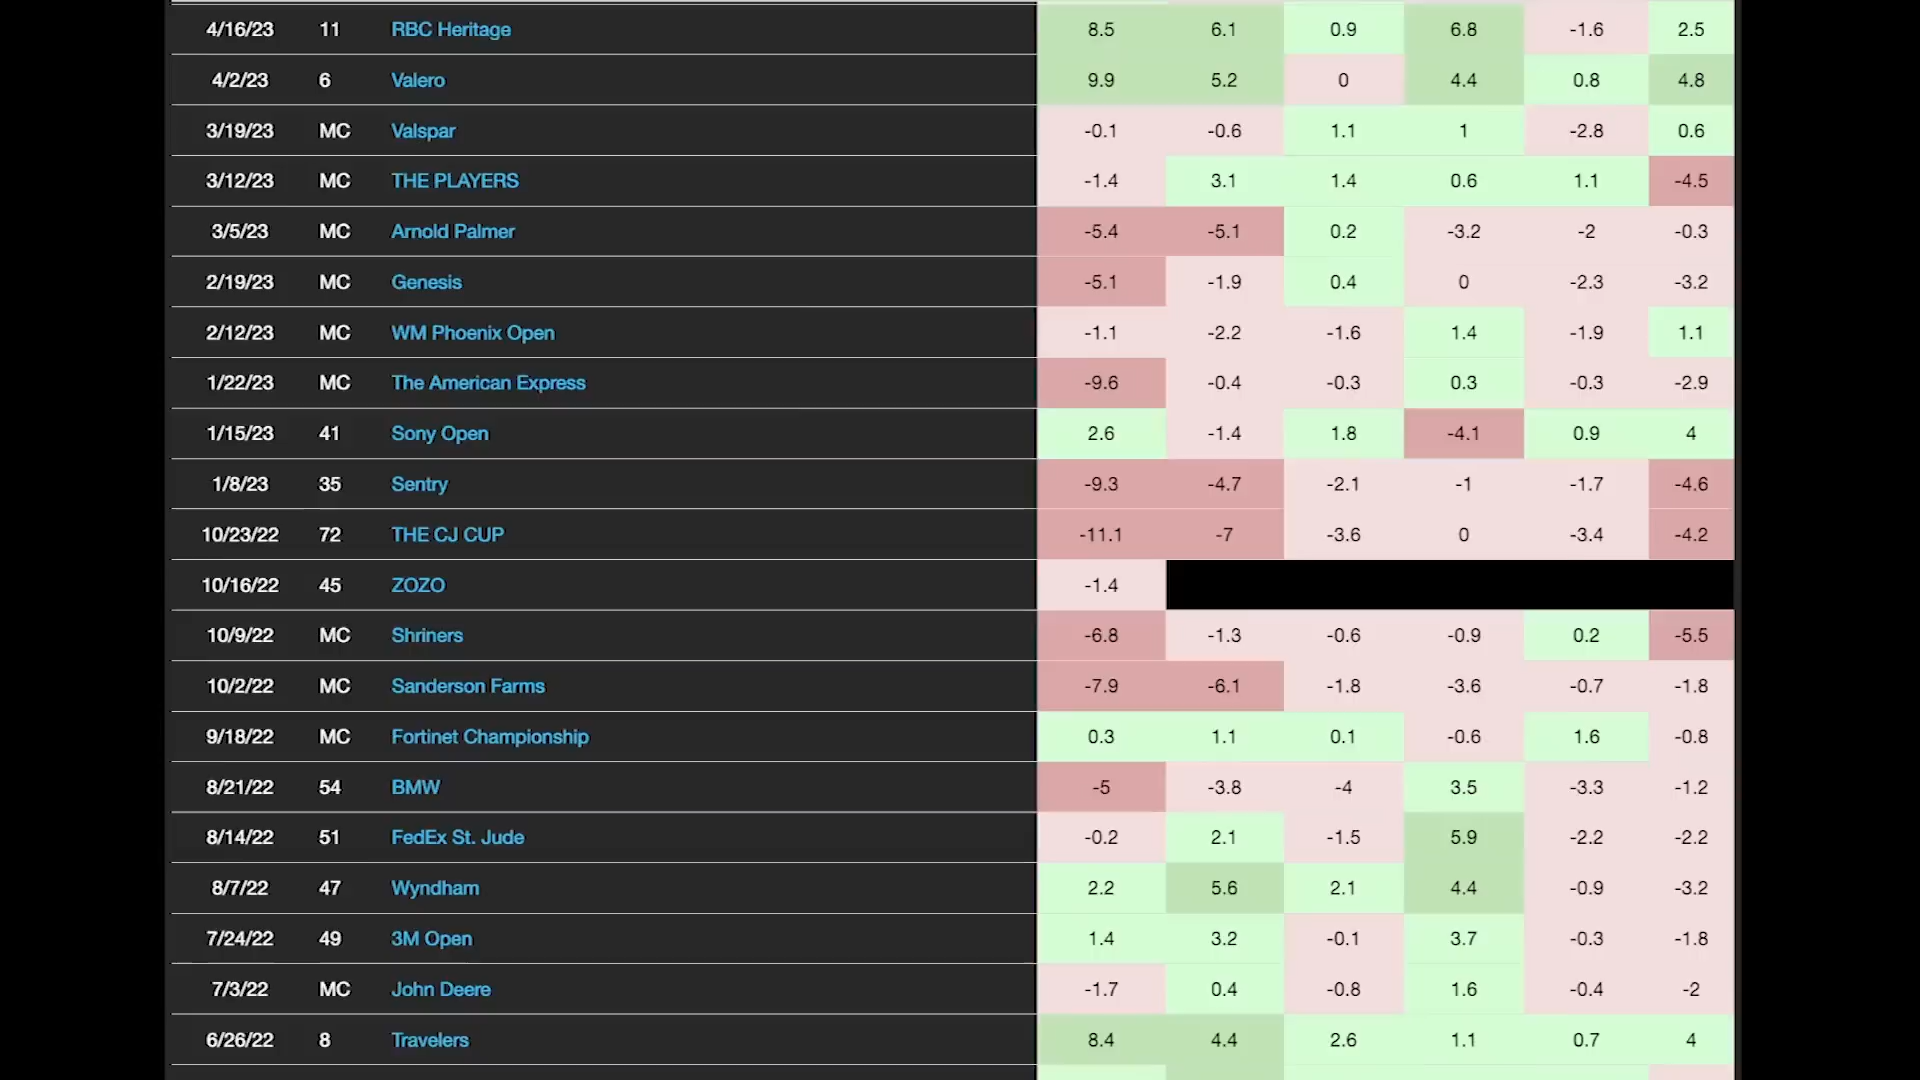 4/16/23 11 RBC Heritage 8.5 6.1 0.9 6.8 -1.6 2.5
4/2/23 6 Valero 9.9 5.2 0 4.4 0.8 4.8
3/19/23 MC Valspar -0.1 -0.6 1.1 1 -2.8 0.6
3/12/23 MC THE PLAYERS -1.4 3.1 1.4 0.6 1.1 -4.5
3/5/23 MC Arnold Palmer -5.4 -5.1 0.2 -3.2 -2 -0.3
2/19/23 MC Genesis -5.1 -1.9 0.4 0 -2.3 -3.2
2/12/23 MC WM Phoenix Open -1.1 -2.2 -1.6 1.4 -1.9 1.1
1/22/23 MC The American Express -9.6 -0.4 -0.3 0.3 -0.3 -2.9
1/15/23 41 Sony Open 2.6 -1.4 1.8 -4.1 0.9 4
1/8/23 35 Sentry -9.3 -4.7 -2.1 -1 -1.7 -4.6
10/23/22 72 THE CJ CUP -11.1 -7 -3.6 0 -3.4 -4.2
10/16/22 45 ZOZO -1.4
10/9/22 MC Shriners -6.8 -1.3 -0.6 -0.9 0.2 -5.5
10/2/22 MC Sanderson Farms -7.9 -6.1 -1.8 -3.6 -0.7 -1.8
9/18/22 MC Fortinet Championship 0.3 1.1 0.1 -0.6 1.6 -0.8
8/21/22 54 BMW -5 -3.8 -4 3.5 -3.3 -1.2
8/14/22 51 FedEx St. Jude -0.2 2.1 -1.5 5.9 -2.2 -2.2
8/7/22 47 Wyndham 2.2 5.6 2.1 4.4 -0.9 -3.2
7/24/22 49 3M Open 1.4 3.2 -0.1 3.7 -0.3 -1.8
7/3/22 MC John Deere -1.7 0.4 -0.8 1.6 -0.4 -2
6/26/22 8 Travelers 8.4 4.4 2.6 1.1 0.7 4